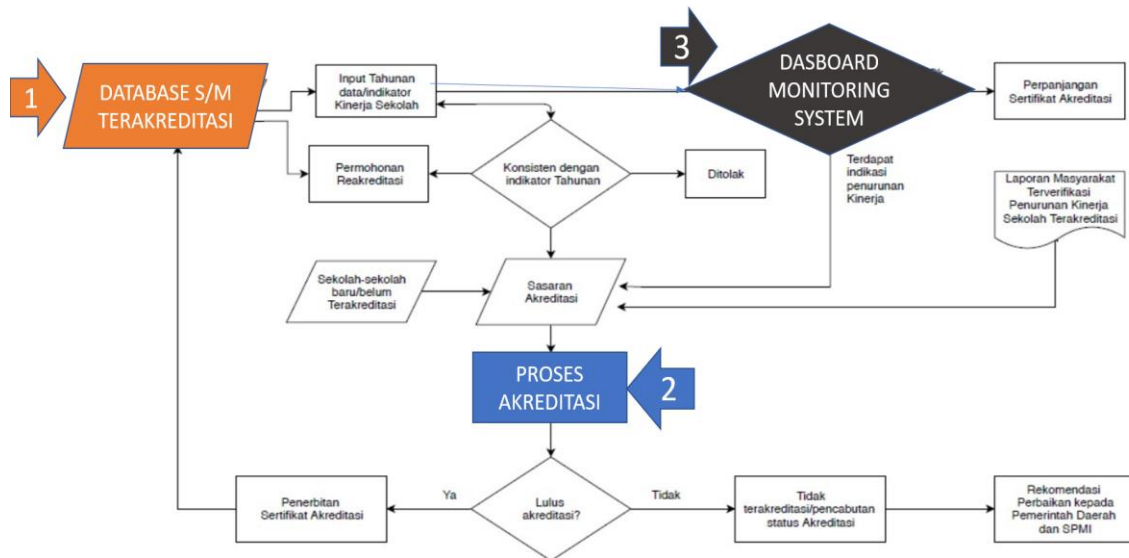 1
DATABASE S/M
TERAKREDITASI
Input Tahunan
data/indikator
Kinerja Sekolah
3
DASBOARD
MONITORING
SYSTEM
Perpanjangan
Sertifikat Akreditasi
Permohonan
Reakreditasi
Konsisten dengan
indikator Tahunan
Ditolak
Terdapat
indikasi
penurunan
Kinerja
Laporan Masyarakat
Terverifikasi
Penurunan Kinerja
Sekolah Terakreditasi
Sekolah-sekolah
baru/belum
Terakreditasi
Sasaran
Akreditasi
PROSES
AKREDITASI
2
Penerbitan
Sertifikat Akreditasi
Ya
Lulus
akreditasi?
Tidak
Tidak
terakreditasi/pencabutan
status Akreditasi
Rekomendasi
Perbaikan kepada
Pemerintah Daerah
dan SPMI